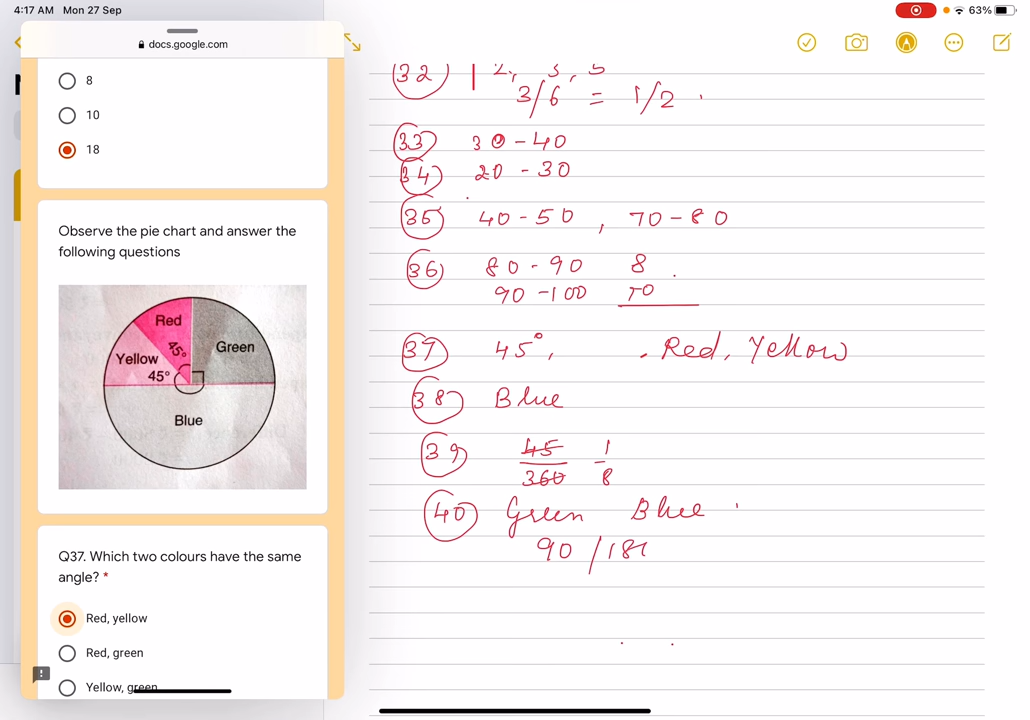 4:17 AM Mon 27 Sep
63%
docs.google.com
8
10
18
Observe the pie chart and answer the
following questions
Red
45°
Green
Yellow
45°
Blue
Q37. Which two colours have the same
angle? *
Red, yellow
Red, green
Yellow, green
32
3/6 = 1/2
33 30-40
34 20-30
35 40-50, 70-80
36 80-90 8
90-100 10
37 45°, Red, Yellow
38 Blue
39 45/360 1/8
40 Green Blue
90 /